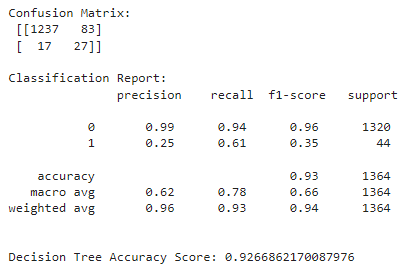 Confusion Matrix:
[[1237   83]
[  17   27]]
Classification Report:
precision    recall  f1-score   support
0       0.99      0.94      0.96      1320
1       0.25      0.61      0.35        44
accuracy                           0.93      1364
macro avg       0.62      0.78      0.66      1364
weighted avg       0.96      0.93      0.94      1364
Decision Tree Accuracy Score: 0.9266862170087976